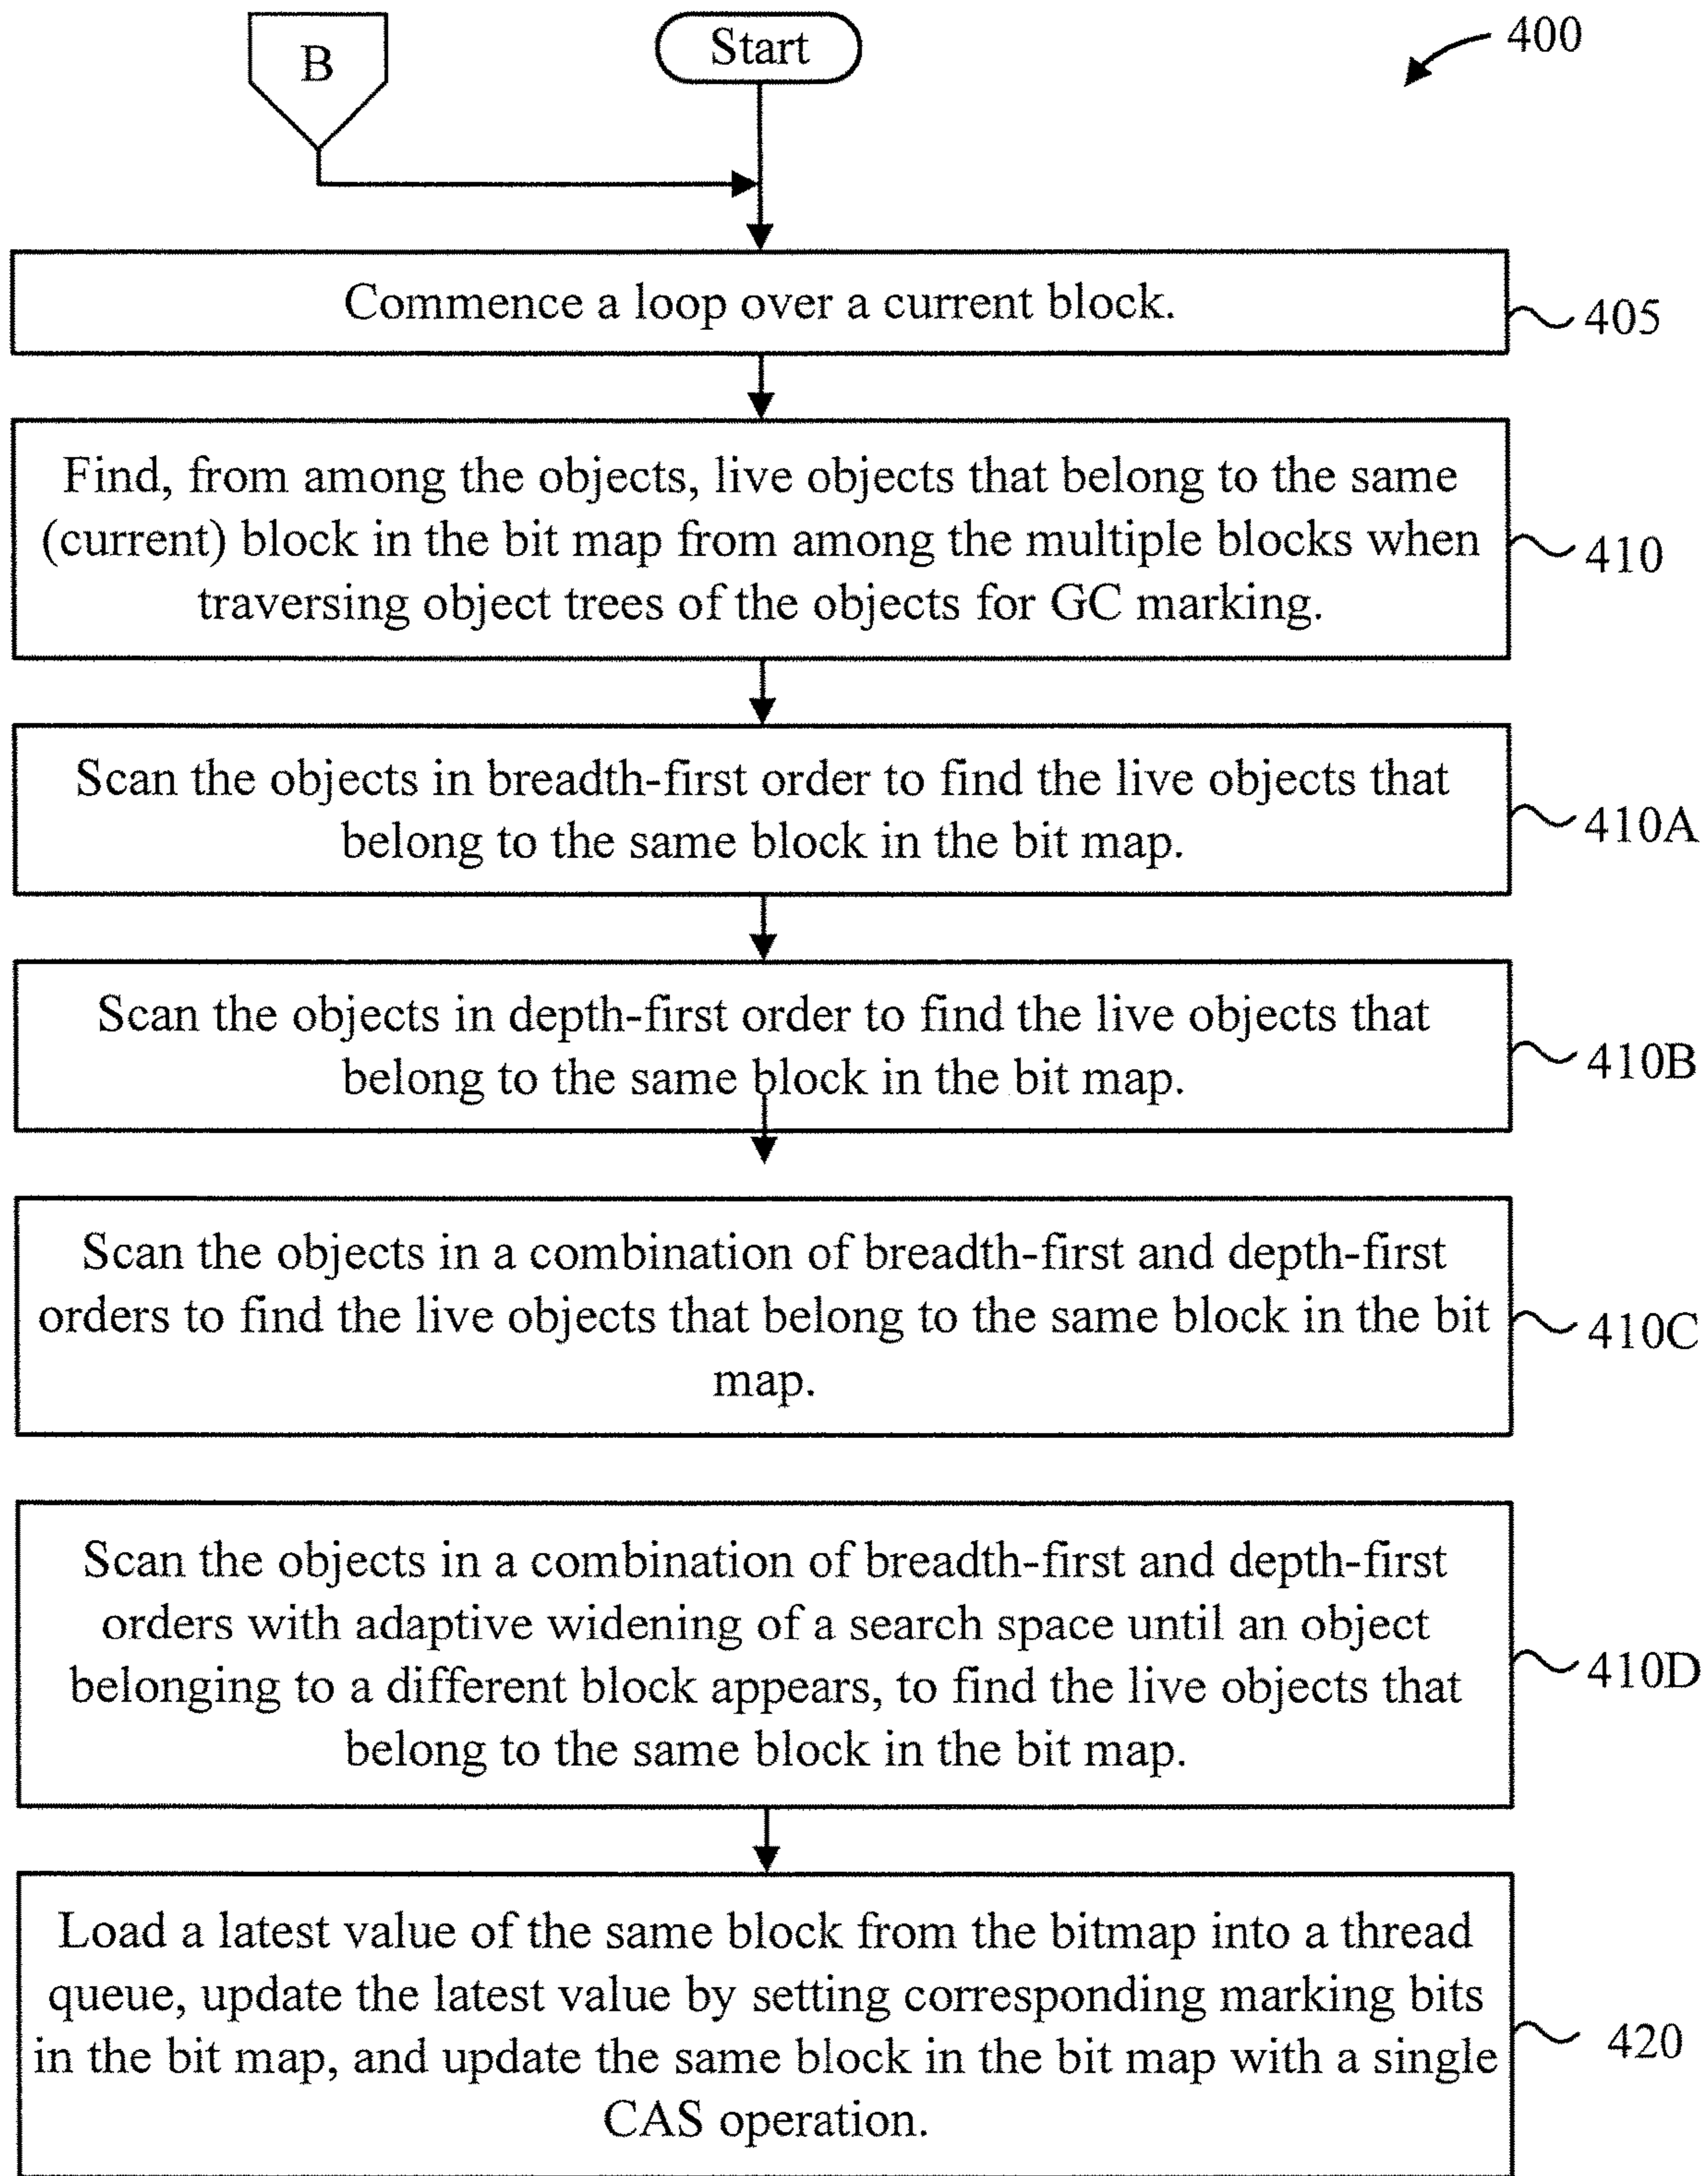 B
Start
400
Commence a loop over a current block.
405
Find, from among the objects, live objects that belong to the same
(current) block in the bit map from among the multiple blocks when
traversing object trees of the objects for GC marking.
410
Scan the objects in breadth-first order to find the live objects that
belong to the same block in the bit map.
410A
Scan the objects in depth-first order to find the live objects that
belong to the same block in the bit map.
410B
Scan the objects in a combination of breadth-first and depth-first
orders to find the live objects that belong to the same block in the bit
map.
410C
Scan the objects in a combination of breadth-first and depth-first
orders with adaptive widening of a search space until an object
belonging to a different block appears, to find the live objects that
belong to the same block in the bit map.
410D
Load a latest value of the same block from the bitmap into a thread
queue, update the latest value by setting corresponding marking bits
in the bit map, and update the same block in the bit map with a single
CAS operation.
420